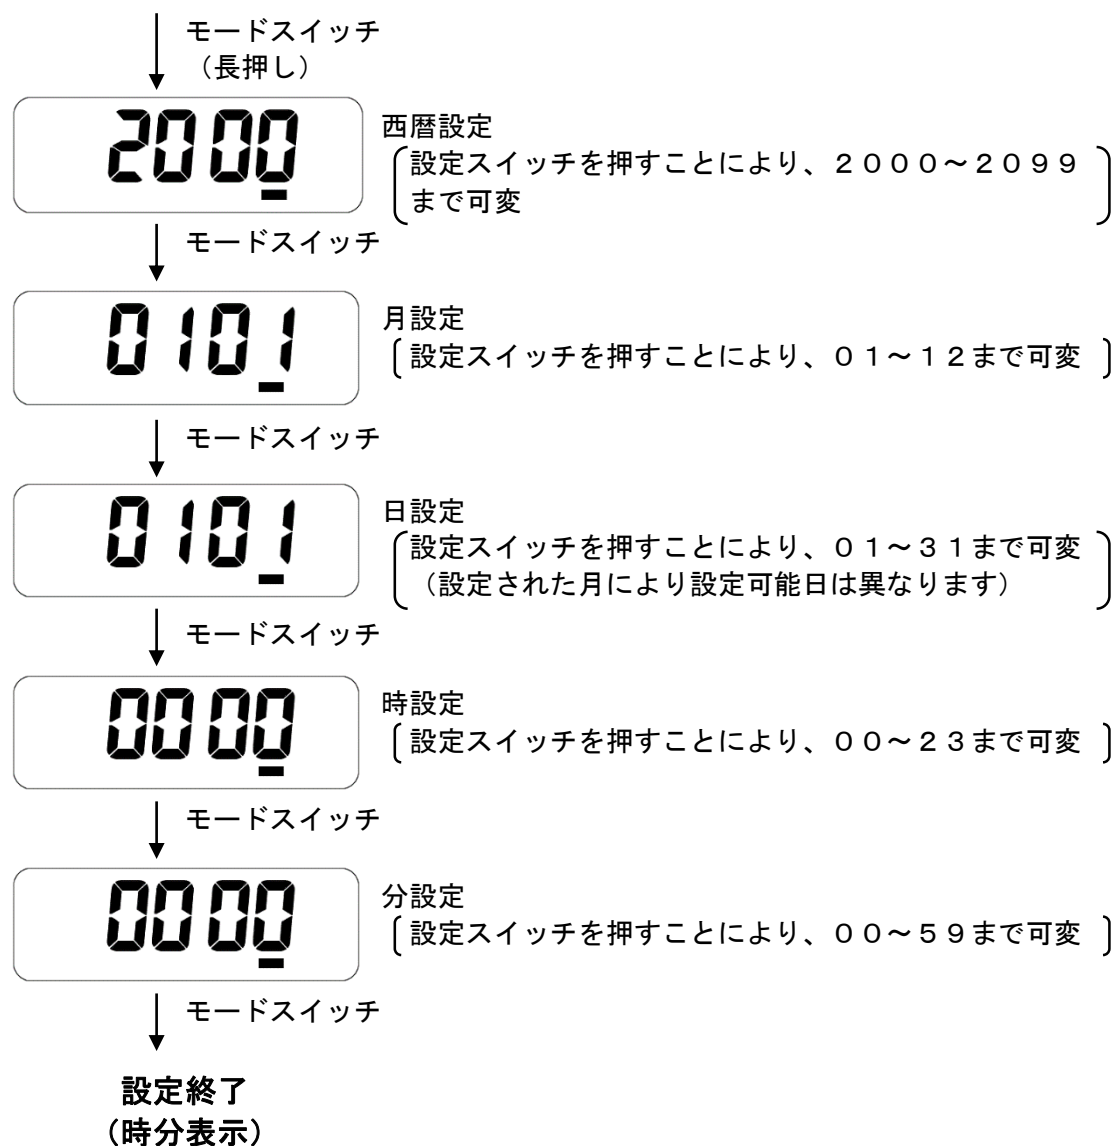 モードスイッチ
（長押し）
2000
西暦設定
設定スイッチを押すことにより、２０００～２０９９
まで可変
モードスイッチ
0101
月設定
設定スイッチを押すことにより、０１～１２まで可変
モードスイッチ
0101
日設定
設定スイッチを押すことにより、０１～３１まで可変
（設定された月により設定可能日は異なります）
モードスイッチ
0000
時設定
設定スイッチを押すことにより、００～２３まで可変
モードスイッチ
0000
分設定
設定スイッチを押すことにより、００～５９まで可変
モードスイッチ
設定終了
（時分表示）